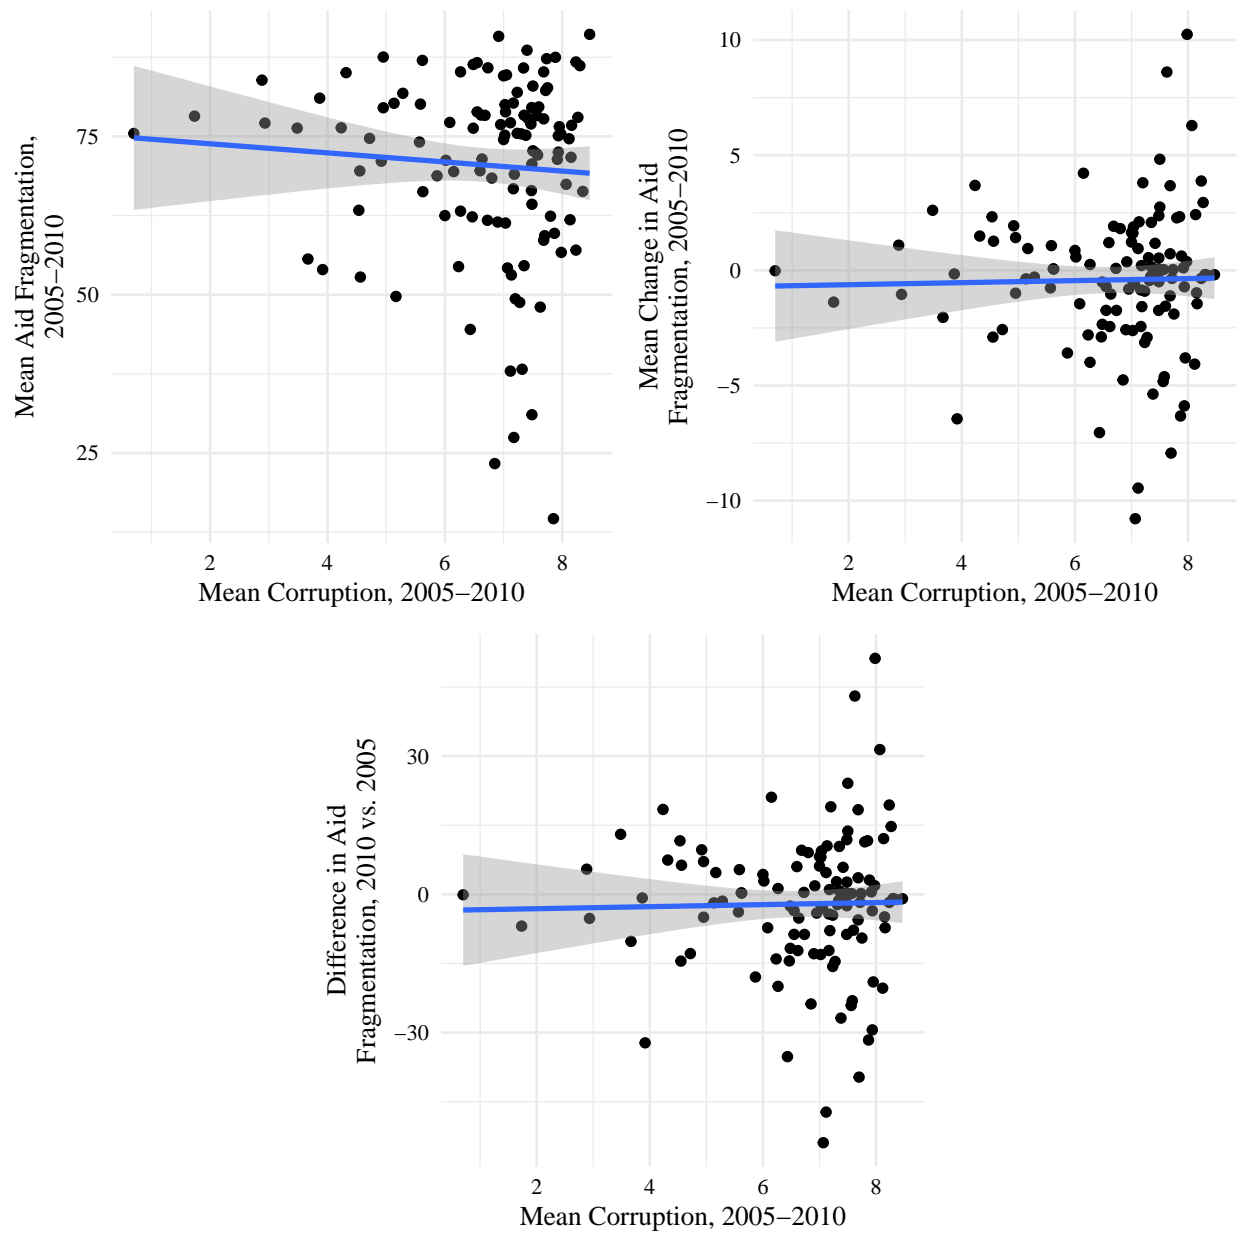 Mean Aid Fragmentation,
2005−2010
75
50
25
2 4 6 8
Mean Corruption, 2005−2010
Mean Change in Aid
Fragmentation, 2005−2010
10
5
0
−5
−10
2 4 6 8
Mean Corruption, 2005−2010
Difference in Aid
Fragmentation, 2010 vs. 2005
30
0
−30
2 4 6 8
Mean Corruption, 2005−2010